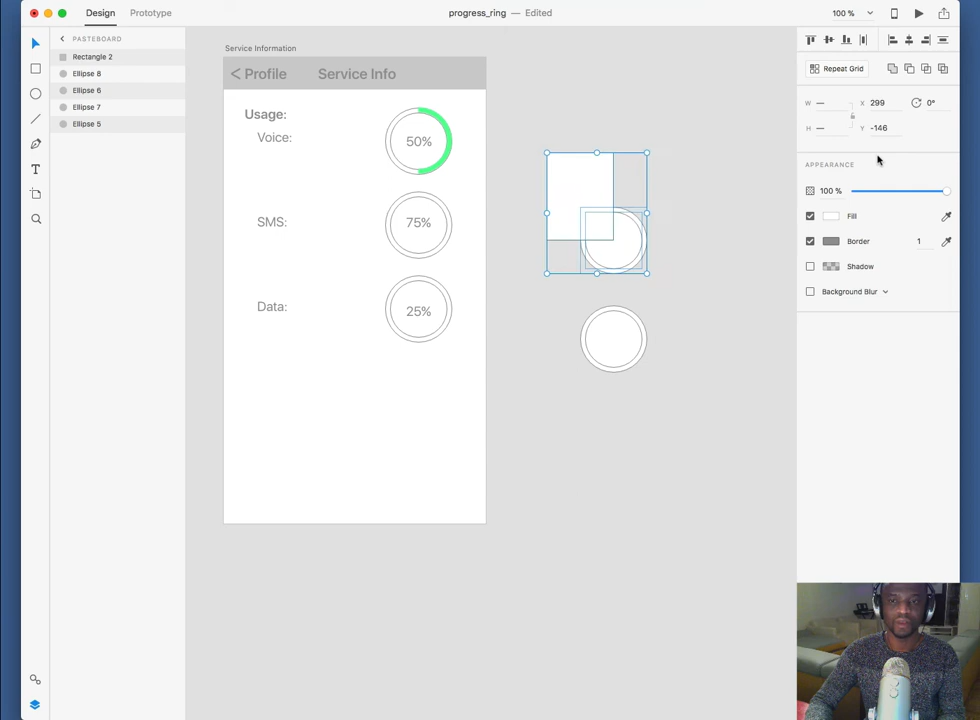 Design
Prototype
progress_ring — Edited
100 %
PASTEBOARD
Rectangle 2
Ellipse 8
Ellipse 6
Ellipse 7
Ellipse 5
Service Information
< Profile
Service Info
Usage:
Voice:
50%
SMS:
75%
Data:
25%
Repeat Grid
W —
X 299
0°
H —
Y -146
APPEARANCE
100 %
Fill
Border
1
Shadow
Background Blur